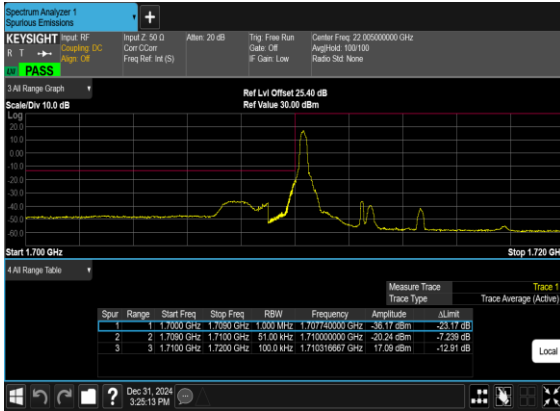 Spectrum Analyzer 1
Spurious Emissions
KEYSIGHT Input: RF Input Z: 50 Ω Atten: 20 dB Trig: Free Run Center Freq: 22.005000000 GHz
R T Coupling: DC Corr CCorr Gate: Off Avg|Hold: 100/100
Align: Off Freq Ref: Int (S) IF Gain: Low Radio Std: None
PASS
3 All Range Graph
Ref Lvl Offset 25.40 dB
Scale/Div 10.0 dB Ref Value 30.00 dBm
Log
20.0
10.0
0.00
-10.0
-20.0
-30.0
-40.0
-50.0
-60.0
Start 1.700 GHz Stop 1.720 GH
4 All Range Table
Measure Trace Trace 1
Trace Type Trace Average (Active)
Spur Range Start Freq Stop Freq RBW Frequency Amplitude ΔLimit
1 1 1.7000 GHz 1.7090 GHz 1.000 MHz 1.707740000 GHz -36.17 dBm -23.17 dB
2 2 1.7090 GHz 1.7100 GHz 51.00 kHz 1.710000000 GHz -20.24 dBm -7.239 dB
3 3 1.7100 GHz 1.7200 GHz 100.0 kHz 1.710316667 GHz 17.09 dBm -12.91 dB
Local
Dec 31, 2024
3:25:13 PM